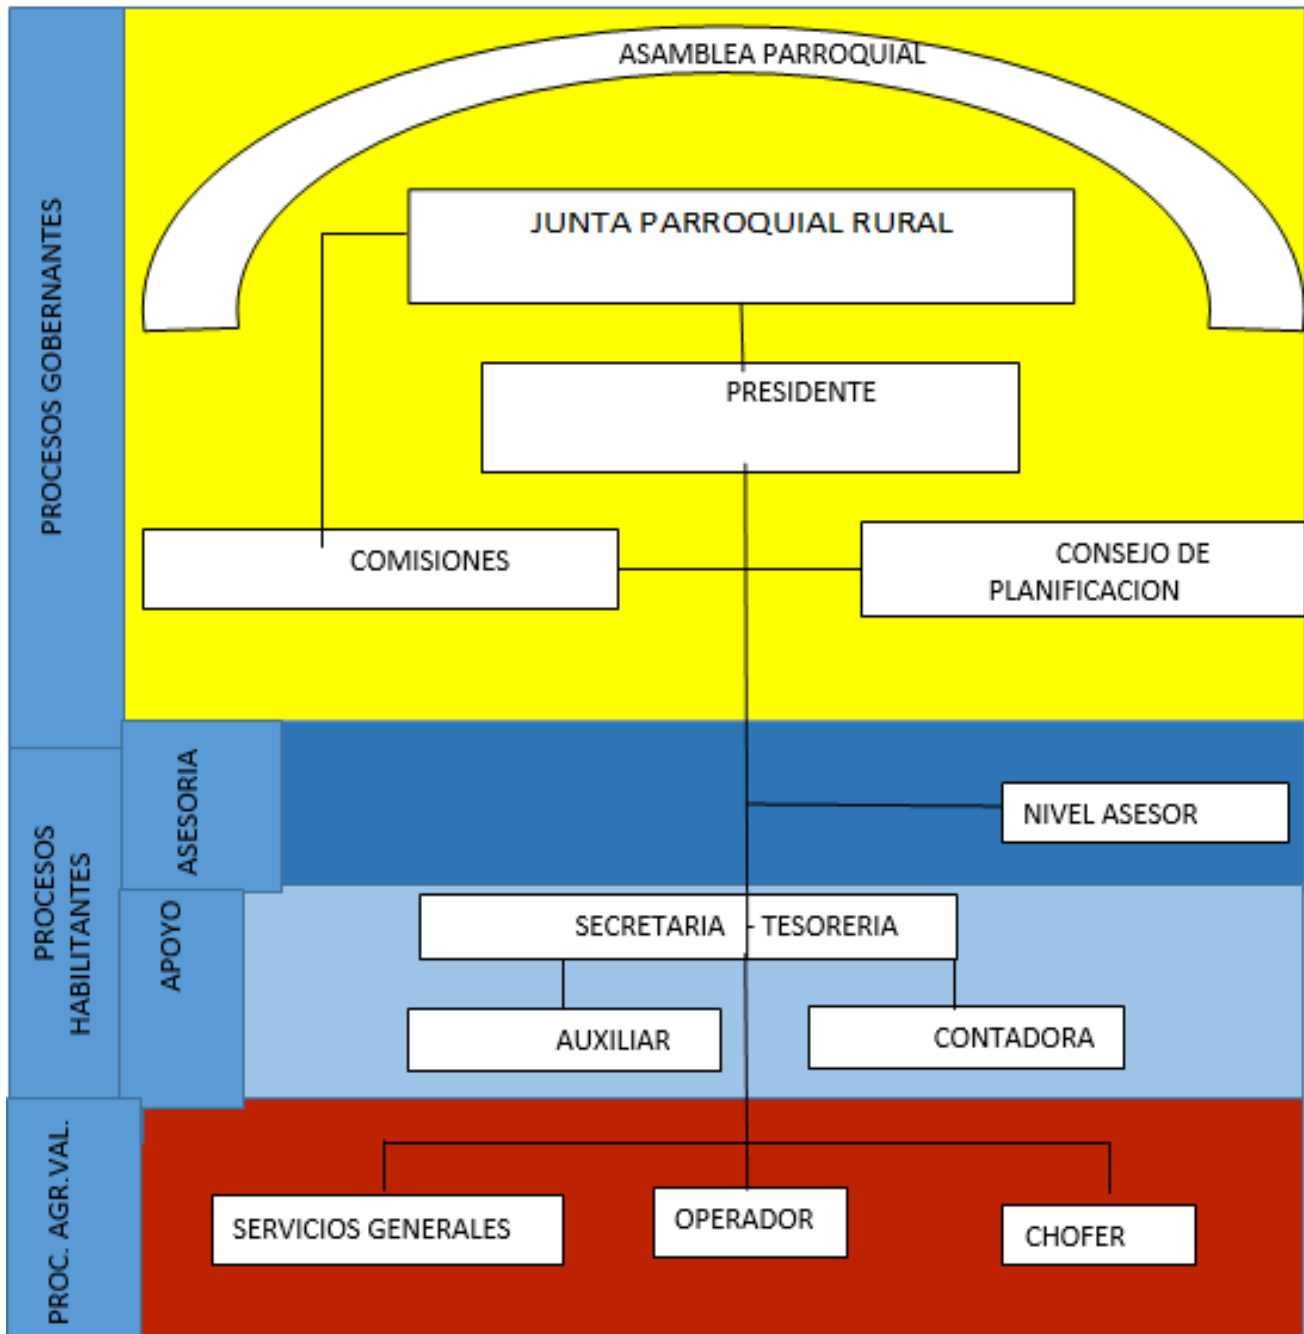 ASAMBLEA PARROQUIAL
JUNTA PARROQUIAL RURAL
PROCESOS GOBERNANTES
PRESIDENTE
COMISIONES
CONSEJO DE
PLANIFICACION
ASESORIA
NIVEL ASESOR
PROCESOS
HABILITANTES
APOYO
SECRETARIA - TESORERIA
AUXILIAR
CONTADORA
PROC. AGR.VAL.
SERVICIOS GENERALES
OPERADOR
CHOFER